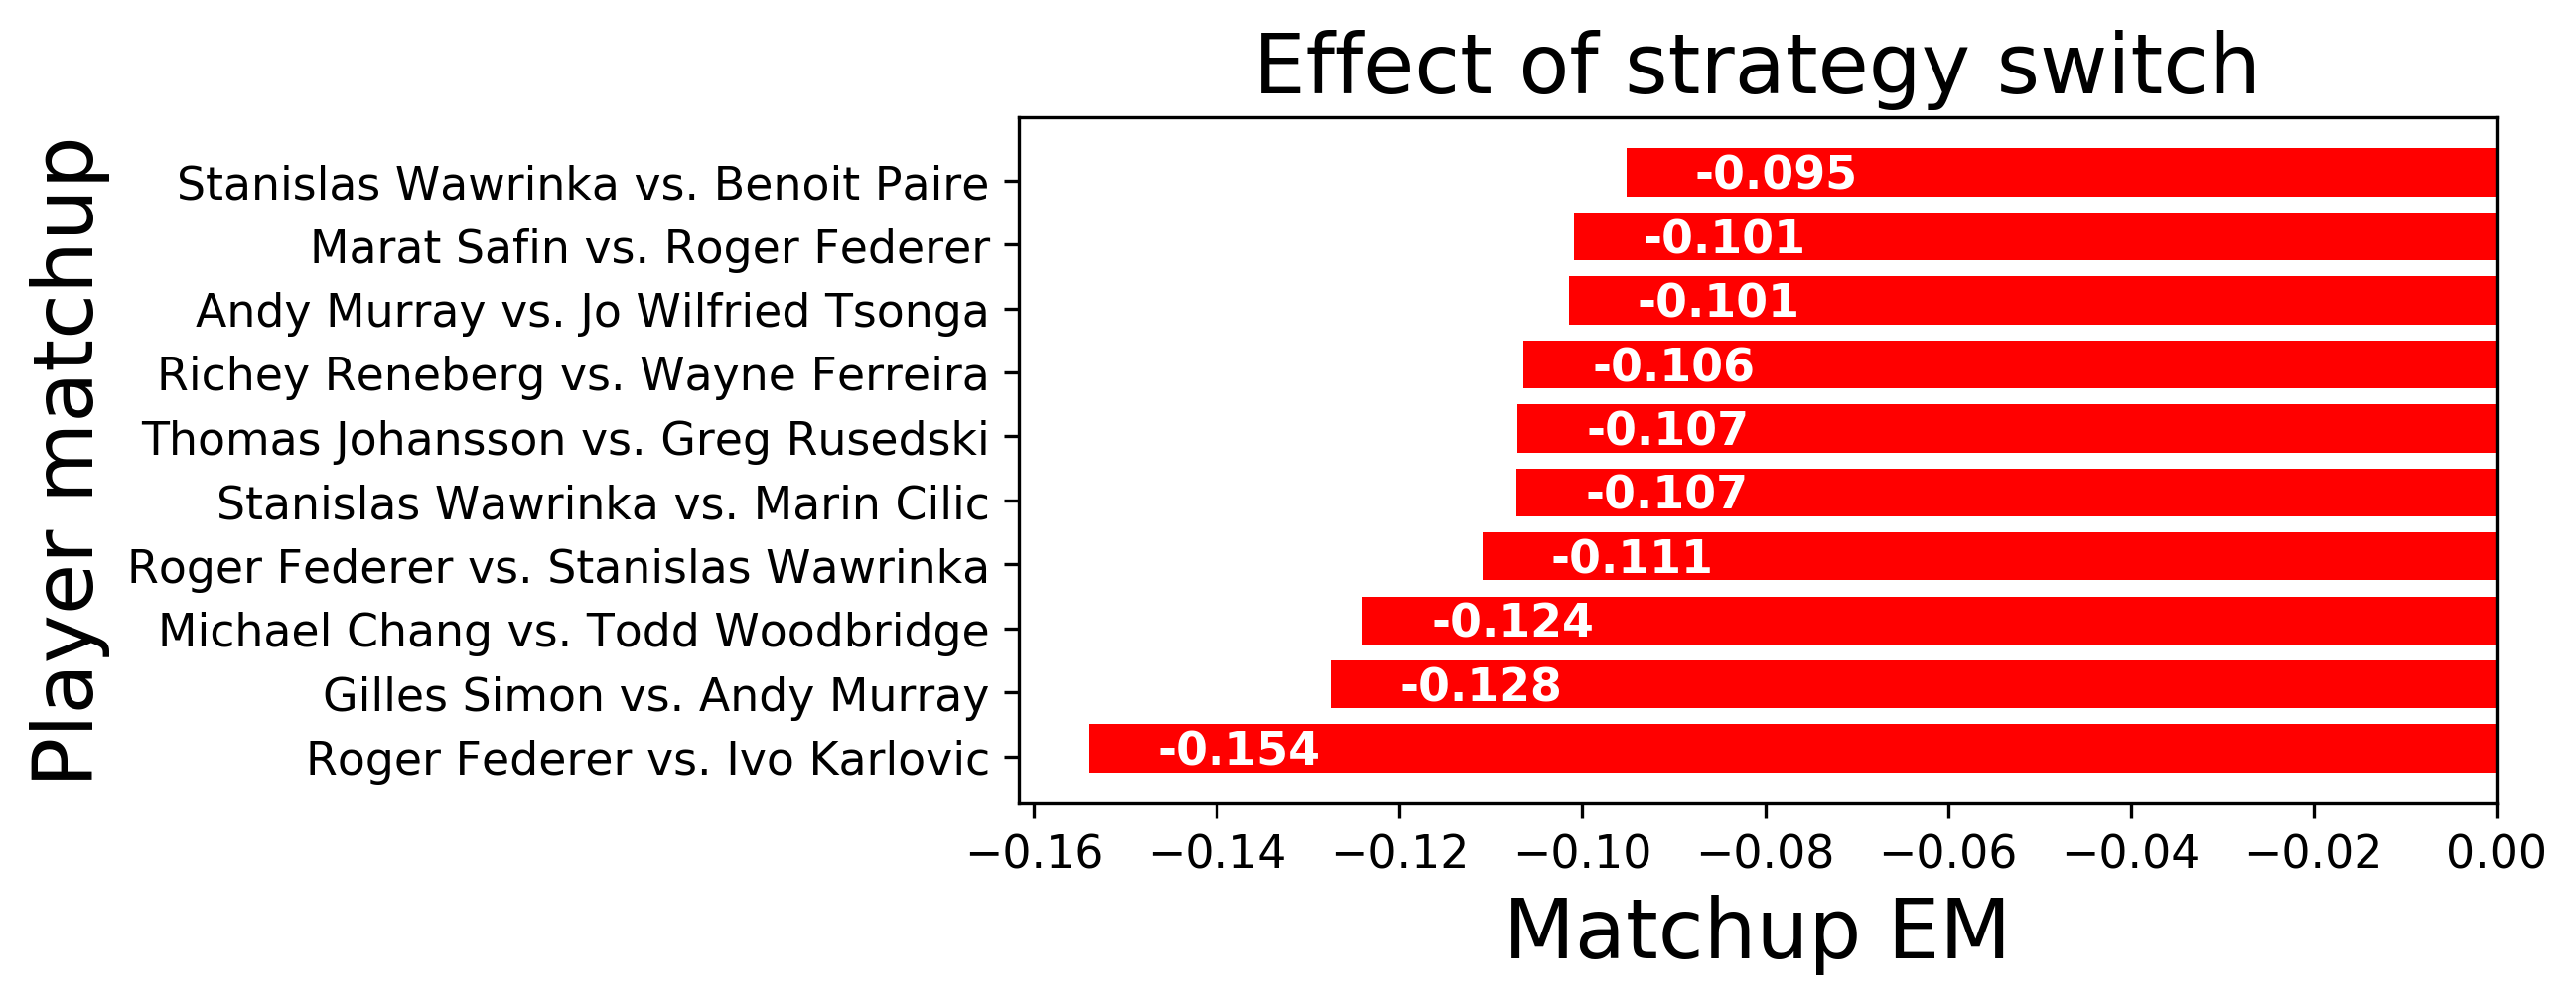 Effect of strategy switch
Player matchup
Stanislas Wawrinka vs. Benoit Paire
-0.095
Marat Safin vs. Roger Federer
-0.101
Andy Murray vs. Jo Wilfried Tsonga
-0.101
Richey Reneberg vs. Wayne Ferreira
-0.106
Thomas Johansson vs. Greg Rusedski
-0.107
Stanislas Wawrinka vs. Marin Cilic
-0.107
Roger Federer vs. Stanislas Wawrinka
-0.111
Michael Chang vs. Todd Woodbridge
-0.124
Gilles Simon vs. Andy Murray
-0.128
Roger Federer vs. Ivo Karlovic
-0.154
−0.16 −0.14 −0.12 −0.10 −0.08 −0.06 −0.04 −0.02 0.00
Matchup EM